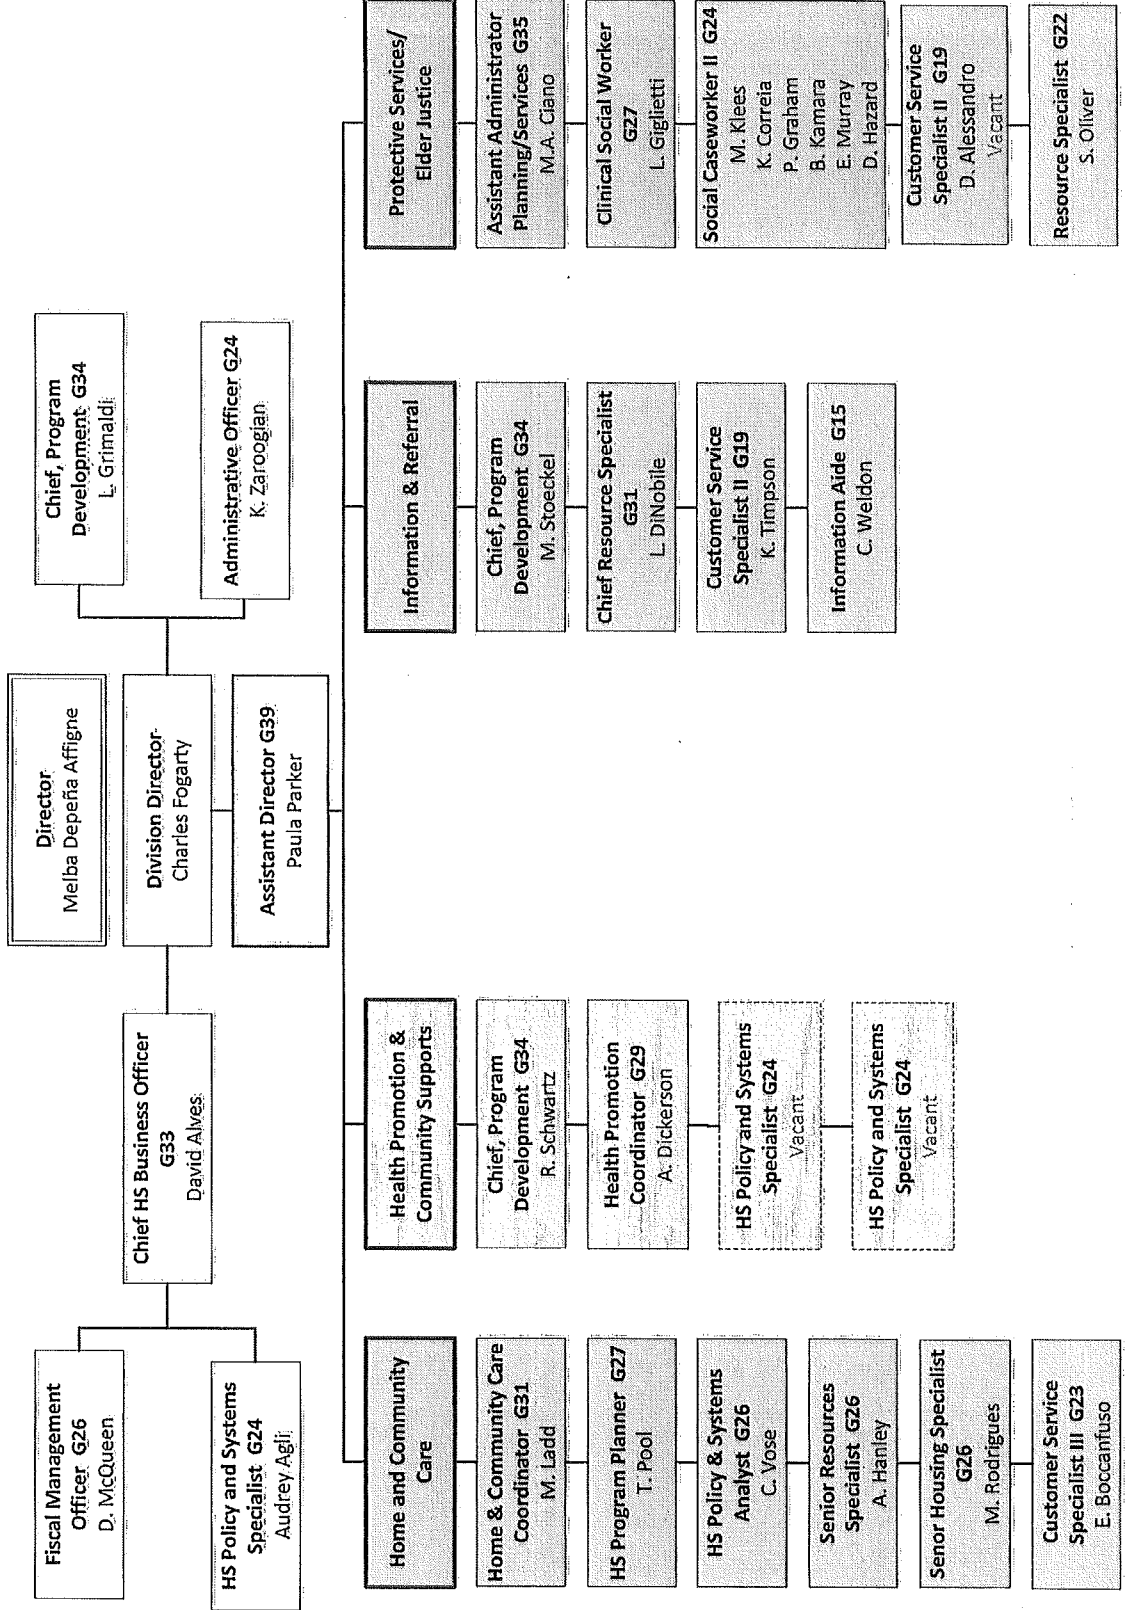 Director
Melba Depeña Affigne
Fiscal Management
Officer G26
D. McQueen
HS Policy and Systems
Specialist G24
Audrey Agli
Chief HS Business Officer
G33
David Alves
Division Director
Charles Fogarty
Assistant Director G39
Paula Parker
Chief, Program
Development G34
L. Grimaldi
Administrative Officer G24
K. Zaroogian
Home and Community
Care
Home & Community Care
Coordinator G31
M. Ladd
HS Program Planner G27
T. Pool
HS Policy & Systems
Analyst G26
C. Vose
Senior Resources
Specialist G26
A. Hanley
Senor Housing Specialist
G26
M. Rodrigues
Customer Service
Specialist III G23
E. Boccanfuso
Health Promotion &
Community Supports
Chief, Program
Development G34
R. Schwartz
Health Promotion
Coordinator G29
A. Dickerson
HS Policy and Systems
Specialist G24
Vacant
HS Policy and Systems
Specialist G24
Vacant
Information & Referral
Chief, Program
Development G34
M. Stoeckel
Chief Resource Specialist
G31
L. DiNobile
Customer Service
Specialist II G19
K. Timpson
Information Aide G15
C. Weldon
Protective Services/
Elder Justice
Assistant Administrator
Planning/Services G35
M.A. Ciano
Clinical Social Worker
G27
L. Giglietti
Social Caseworker II G24
M. Klees
K. Correia
P. Graham
B. Kamara
E. Murray
D. Hazard
Customer Service
Specialist II G19
D. Alessandro
Vacant
Resource Specialist G22
S. Oliver